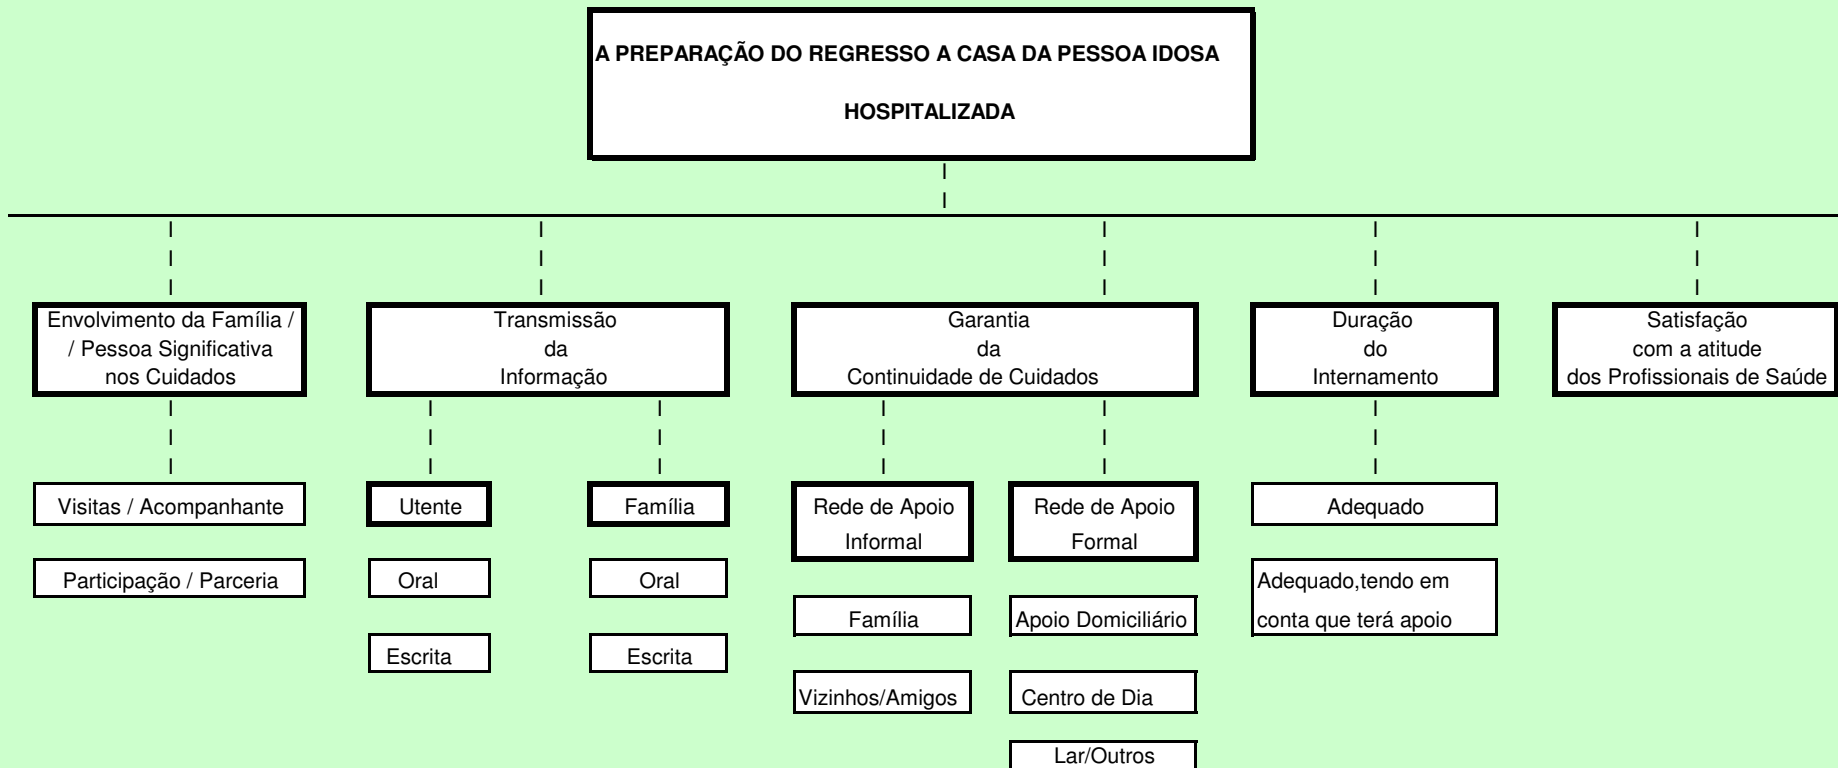 A PREPARAÇÃO DO REGRESSO A CASA DA PESSOA IDOSA
HOSPITALIZADA
Envolvimento da Família /
/ Pessoa Significativa
nos Cuidados
Transmissão
da
Informação
Garantia
da
Continuidade de Cuidados
Duração
do
Internamento
Satisfação
com a atitude
dos Profissionais de Saúde
Visitas / Acompanhante
Participação / Parceria
Utente
Oral
Escrita
Família
Oral
Escrita
Rede de Apoio
Informal
Família
Vizinhos/Amigos
Rede de Apoio
Formal
Apoio Domiciliário
Centro de Dia
Lar/Outros
Adequado
Adequado,tendo em
conta que terá apoio